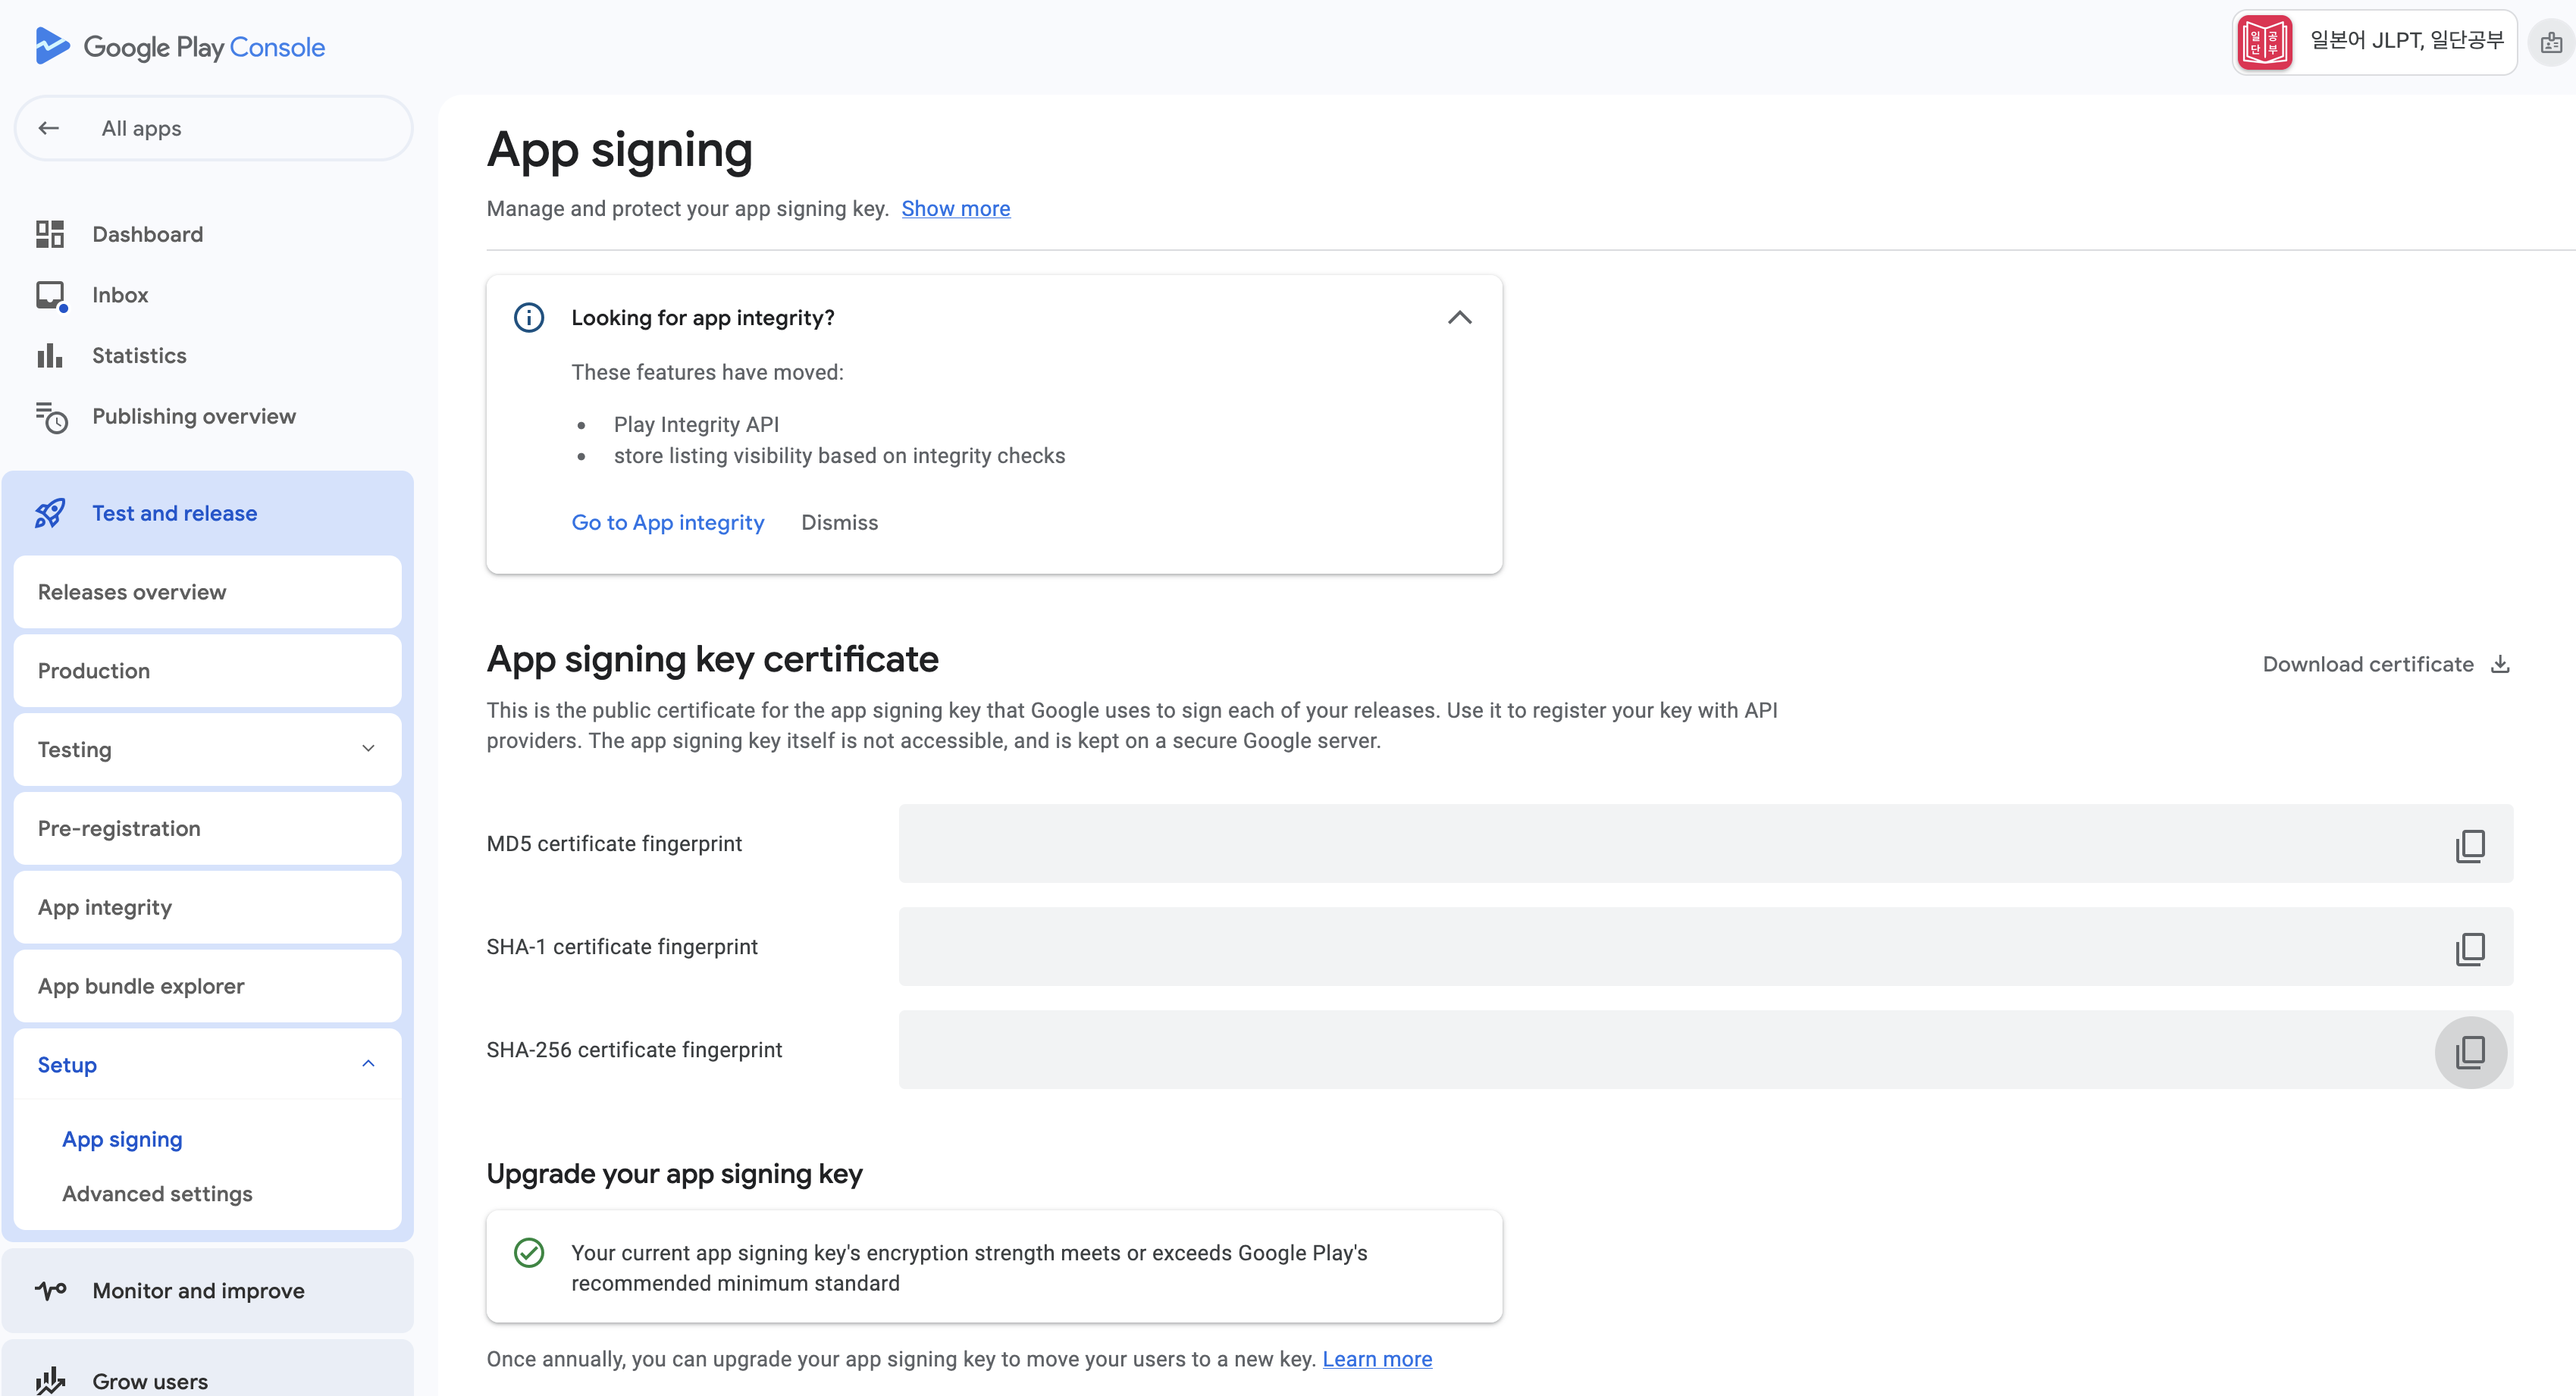 Google Play Console
일단
공부
일본어 JLPT, 일단공부
All apps
Dashboard
Inbox
Statistics
Publishing overview
Test and release
Releases overview
Production
Testing
Pre-registration
App integrity
App bundle explorer
Setup
App signing
Advanced settings
Monitor and improve
Grow users
App signing
Manage and protect your app signing key. Show more
Looking for app integrity?
These features have moved:
• Play Integrity API
• store listing visibility based on integrity checks
Go to App integrity Dismiss
App signing key certificate
Download certificate
This is the public certificate for the app signing key that Google uses to sign each of your releases. Use it to register your key with API
providers. The app signing key itself is not accessible, and is kept on a secure Google server.
MD5 certificate fingerprint
SHA-1 certificate fingerprint
SHA-256 certificate fingerprint
Upgrade your app signing key
Your current app signing key's encryption strength meets or exceeds Google Play's
recommended minimum standard
Once annually, you can upgrade your app signing key to move your users to a new key. Learn more